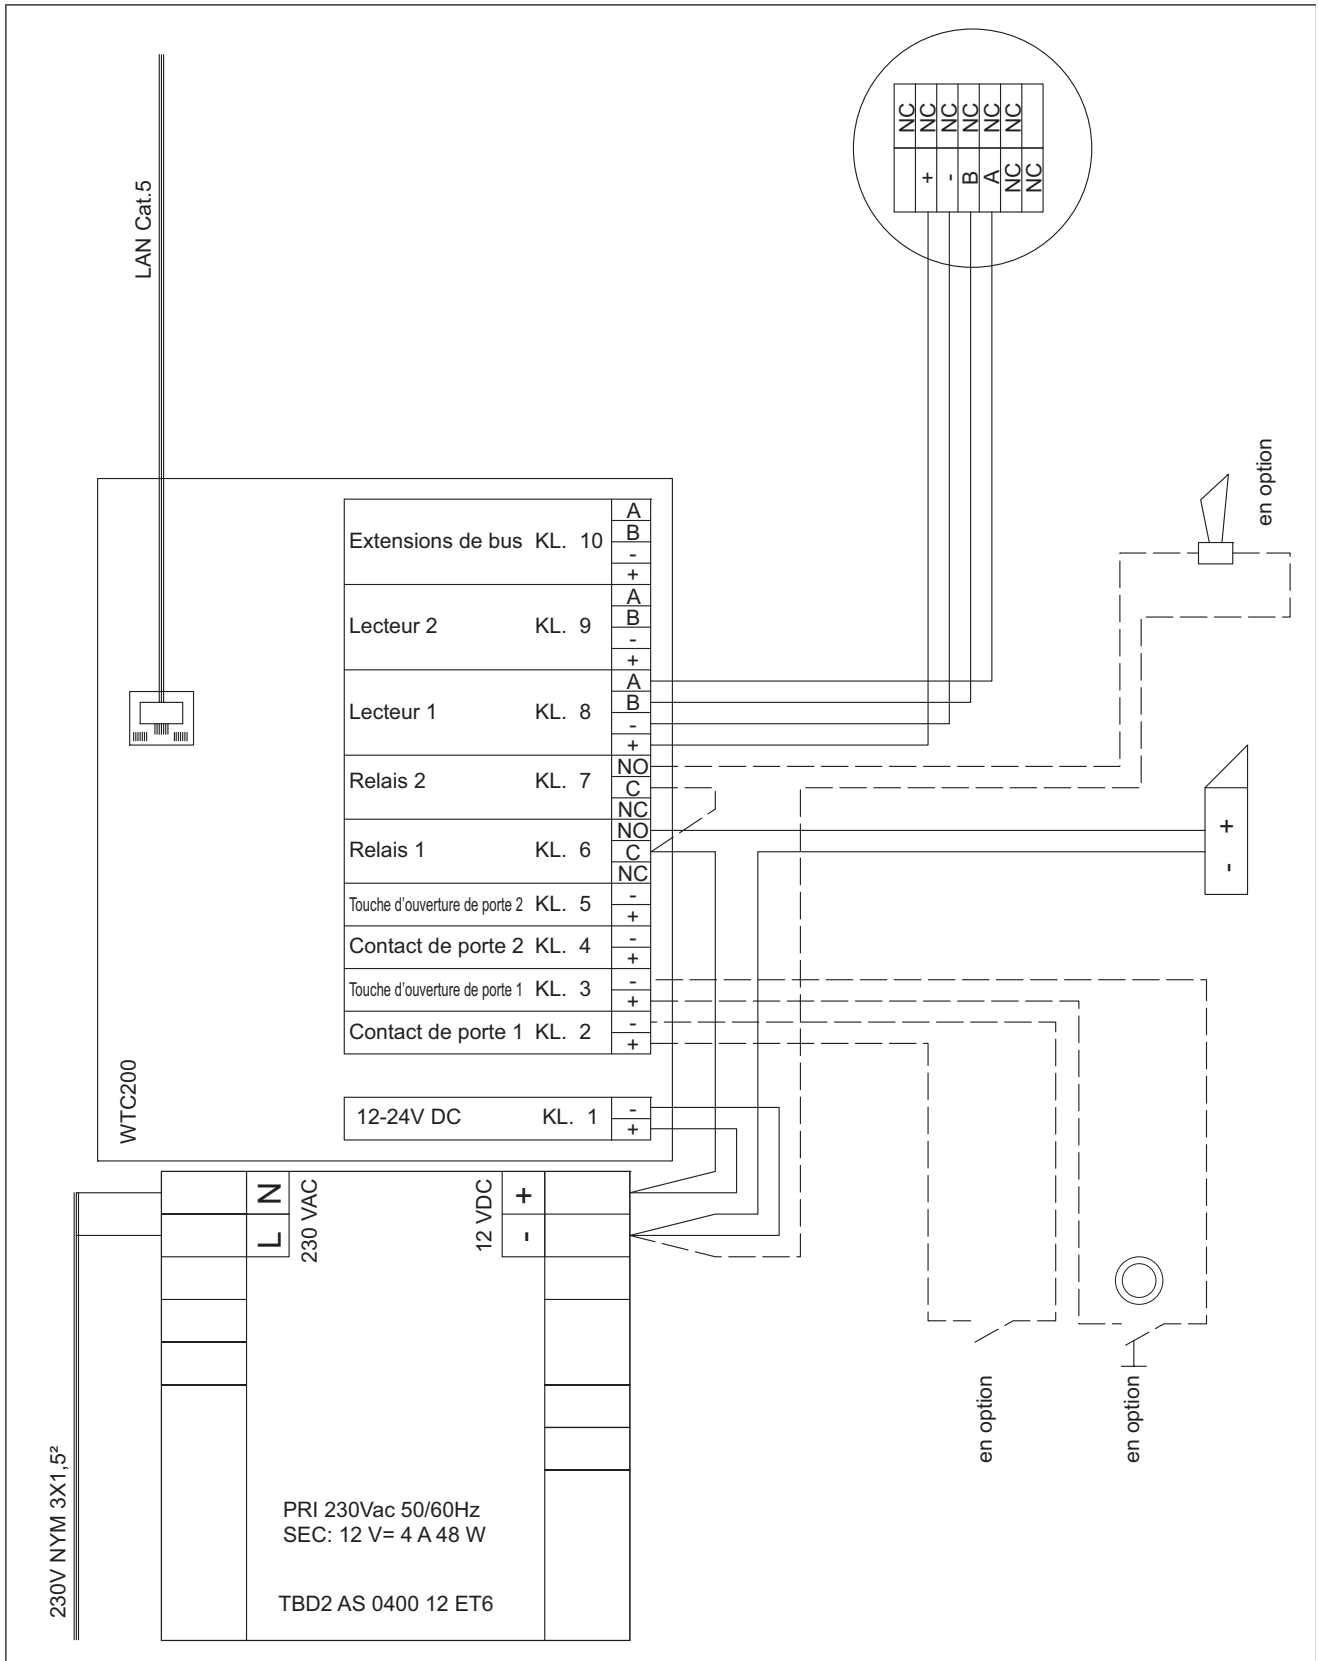 LAN Cat.5
NC
NC
NC
NC
NC
NC
+
-
B
A
NC
NC
en option
Extensions de bus KL. 10
A
B
-
+
Lecteur 2 KL. 9
A
B
-
+
Lecteur 1 KL. 8
A
B
-
+
Relais 2 KL. 7
NO
C
NC
Relais 1 KL. 6
NO
C
NC
+
-
Touche d'ouverture de porte 2 KL. 5
-
+
Contact de porte 2 KL. 4
-
+
Touche d'ouverture de porte 1 KL. 3
-
+
Contact de porte 1 KL. 2
-
+
WTC200
12-24V DC KL. 1
-
+
N
L
230 VAC
12 VDC
+
-
en option
en option
230V NYM 3X1,5²
PRI 230Vac 50/60Hz
SEC: 12 V= 4 A 48 W
TBD2 AS 0400 12 ET6